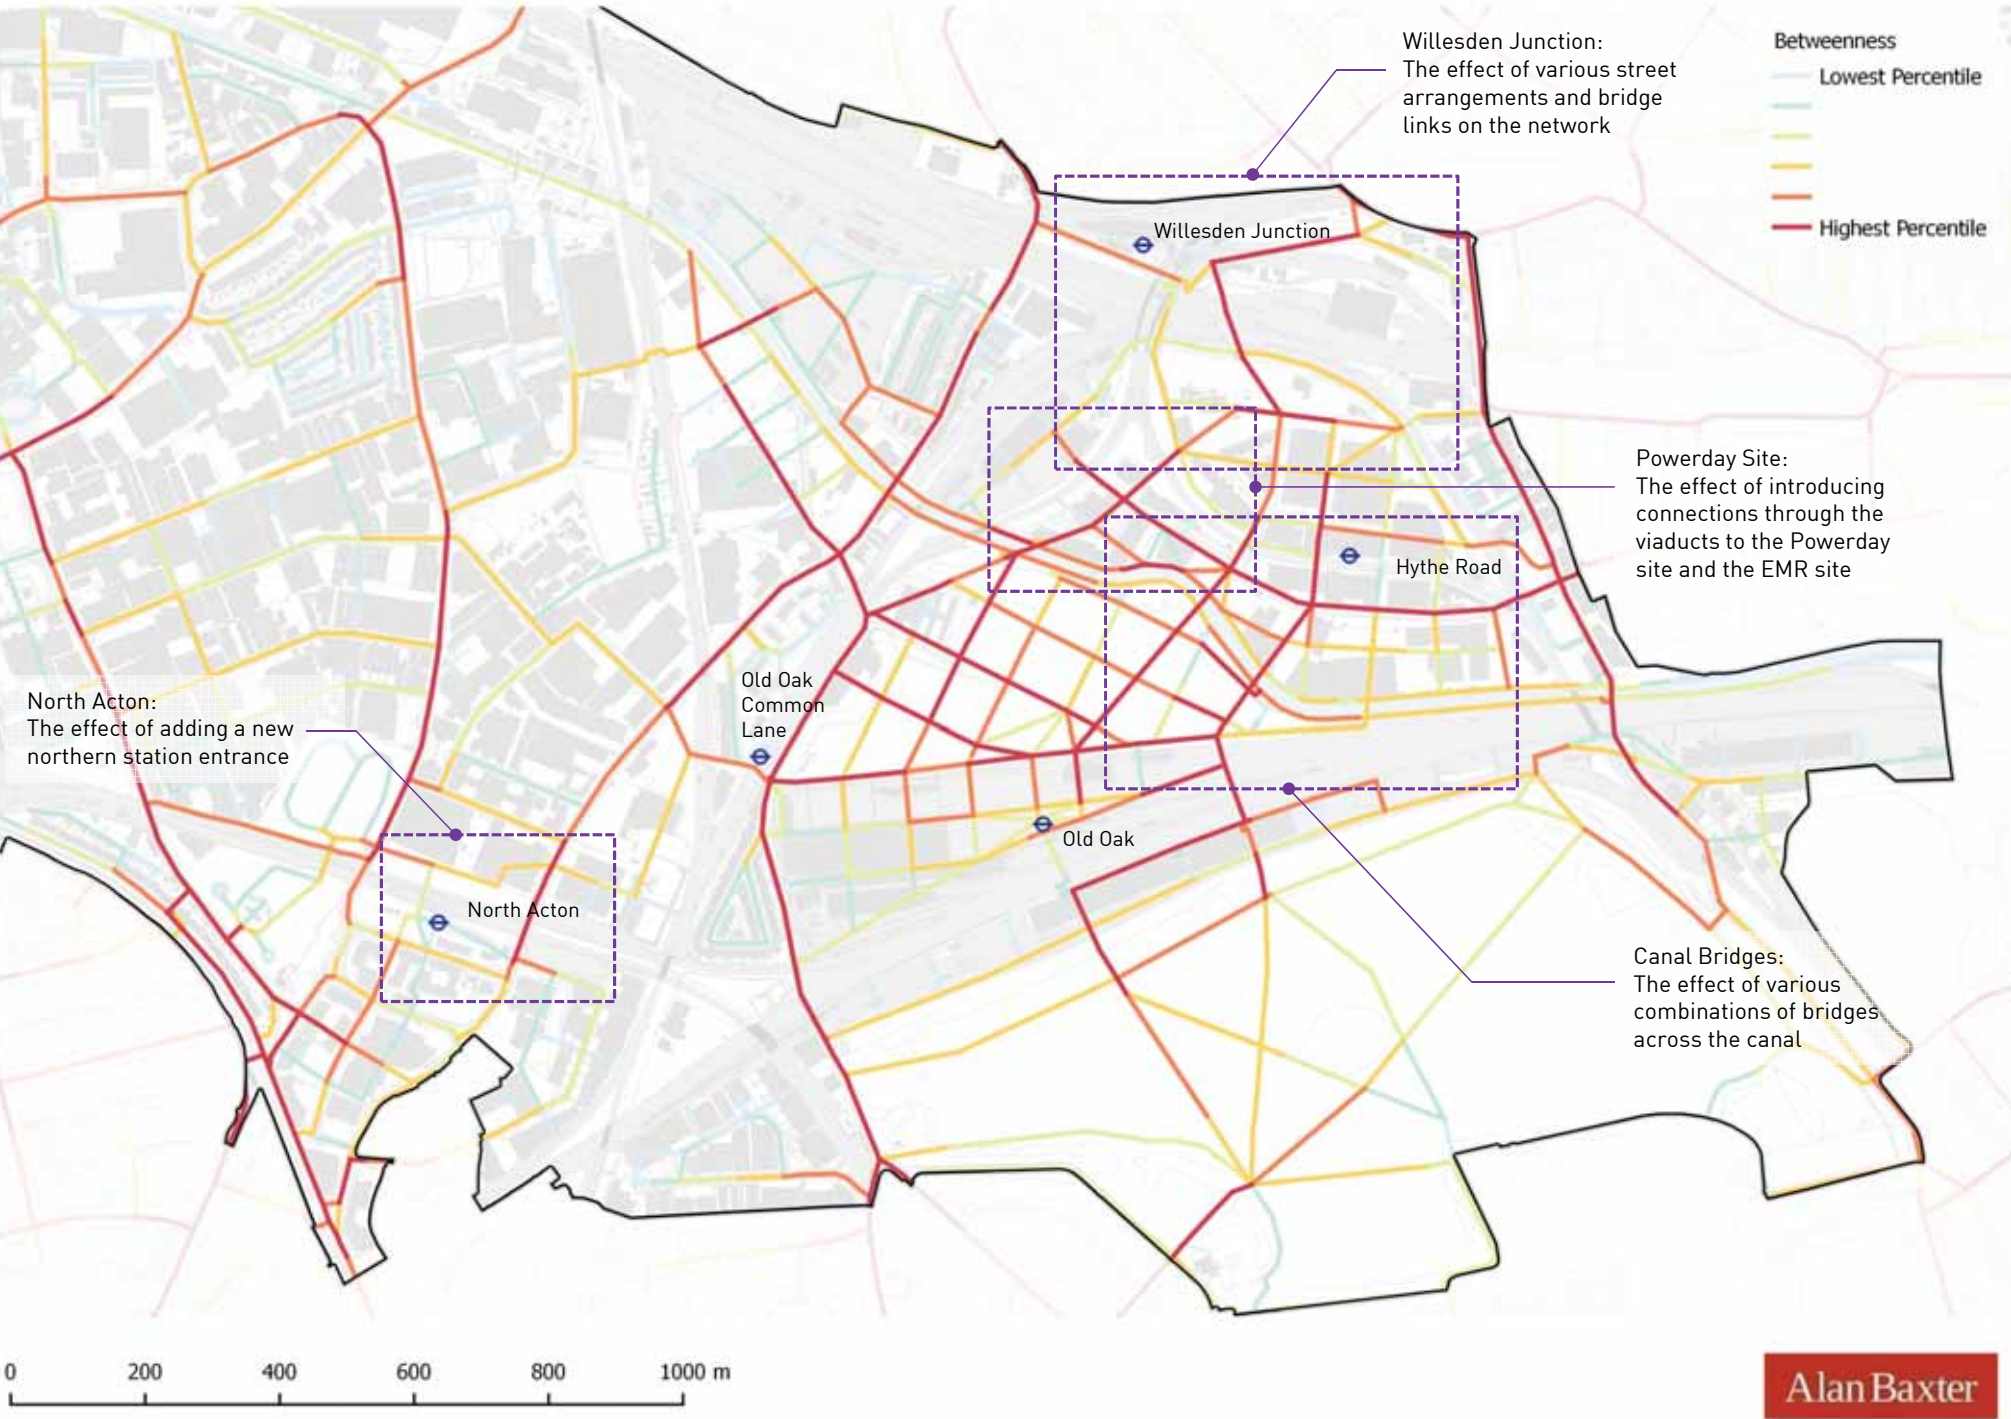 Willesden Junction:
The effect of various street
arrangements and bridge
links on the network
Betweenness
Lowest Percentile
Highest Percentile
Willesden Junction
Powerday Site:
The effect of introducing
connections through the
viaducts to the Powerday
site and the EMR site
Hythe Road
Old Oak
Common
Lane
North Acton:
The effect of adding a new
northern station entrance
Old Oak
North Acton
Canal Bridges:
The effect of various
combinations of bridges
across the canal
0 200 400 600 800 1000 m
Alan Baxter